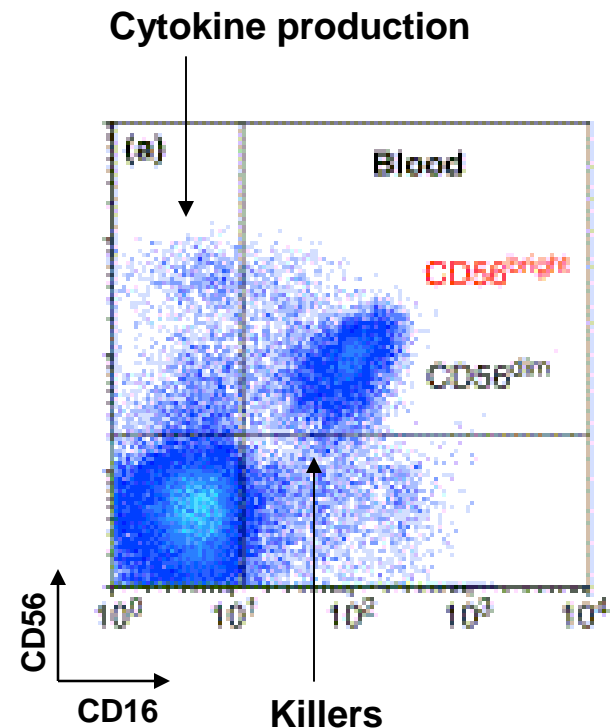 Cytokine production
(a)
Blood
CD56bright
CD56dim
10⁰ 10¹ 10² 10³ 10⁴
CD56
CD16
Killers